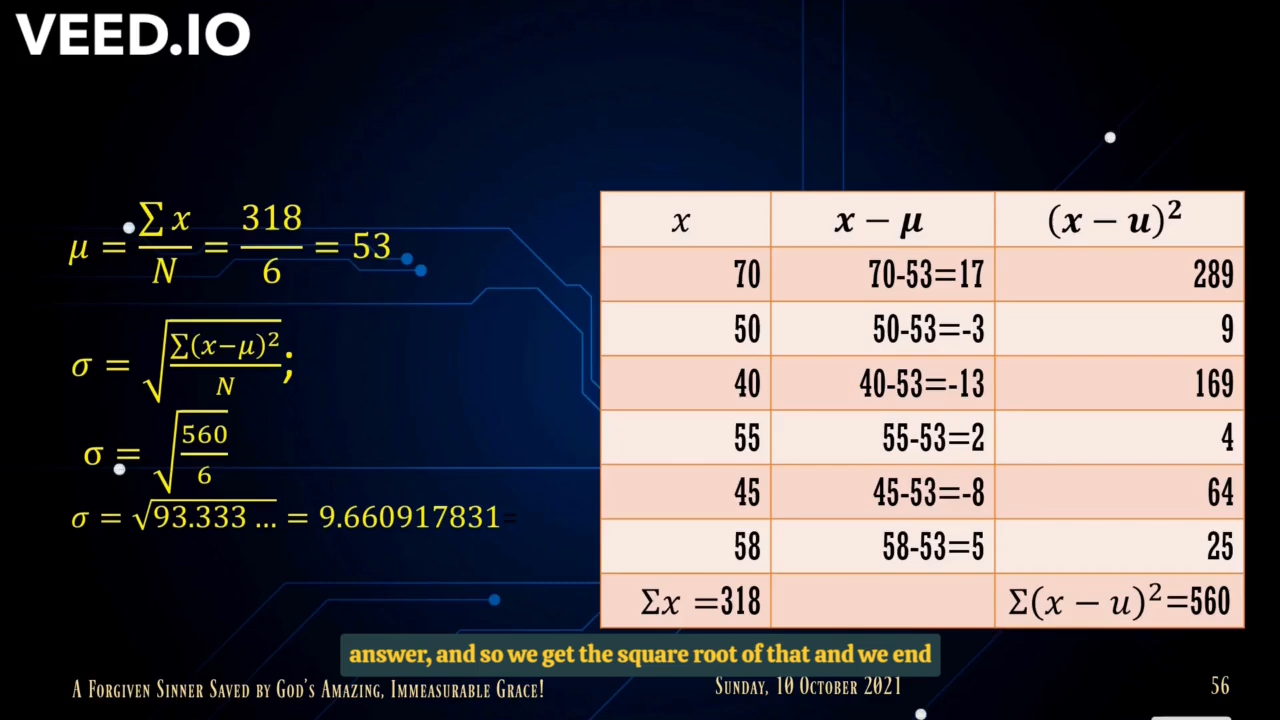 VEED.IO
μ = ∑ x / N = 318 / 6 = 53
σ = √(∑(x−μ)² / N);
σ = √(560 / 6)
σ = √93.333 … = 9.660917831
x x − μ (x − u)²
70 70-53=17 289
50 50-53=-3 9
40 40-53=-13 169
55 55-53=2 4
45 45-53=-8 64
58 58-53=5 25
Σx =318 Σ(x − u)²=560
answer, and so we get the square root of that and we end
A Forgiven Sinner Saved by God's Amazing, Immeasurable Grace! Sunday, 10 October 2021 56